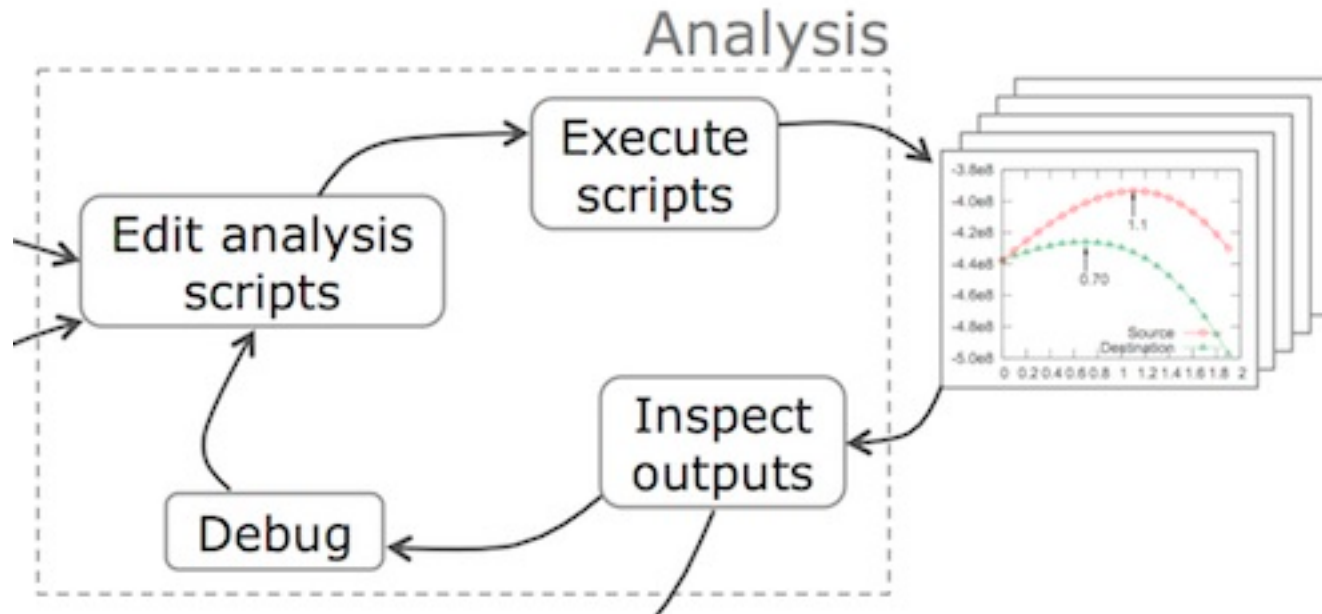 Analysis
Execute
scripts
Edit analysis
scripts
-3.8e8
-4.0e8
-4.2e8
-4.4e8
-4.6e8
-4.8e8
-5.0e8
1.1
0.70
Source
Destination
0 0.2 0.4 0.6 0.8 1 1.2 1.4 1.6 1.8 2
Inspect
outputs
Debug